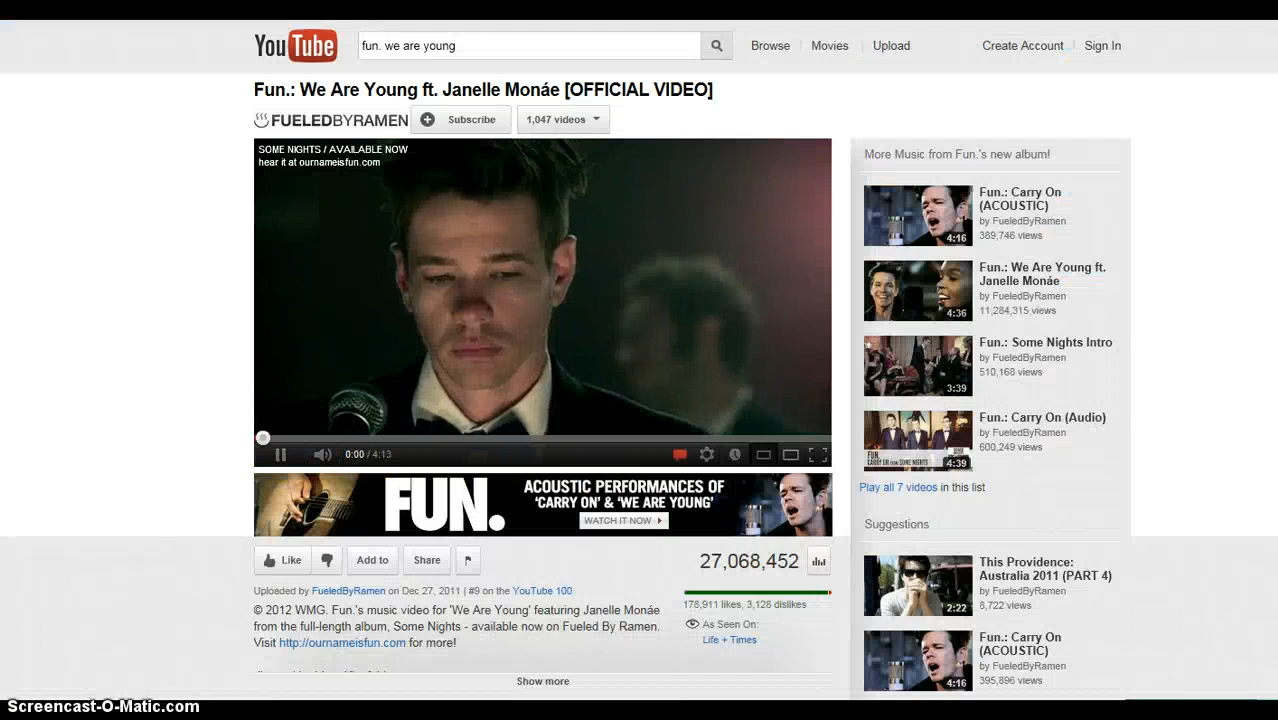 YouTube
fun. we are young
Browse
Movies
Upload
Create Account
Sign In
Fun.: We Are Young ft. Janelle Monáe [OFFICIAL VIDEO]
FUELEDBYRAMEN
Subscribe
1,047 videos
SOME NIGHTS / AVAILABLE NOW
hear it at ournameisfun.com
0:00 / 4:13
FUN.
ACOUSTIC PERFORMANCES OF
'CARRY ON' & 'WE ARE YOUNG'
WATCH IT NOW
Like
Add to
Share
27,068,452
Uploaded by FueledByRamen on Dec 27, 2011 | #9 on the YouTube 100
© 2012 WMG. Fun.'s music video for 'We Are Young' featuring Janelle Monáe
from the full-length album, Some Nights - available now on Fueled By Ramen.
Visit http://ournameisfun.com for more!
178,911 likes, 3,128 dislikes
As Seen On:
Life + Times
Show more
More Music from Fun.'s new album!
Fun.: Carry On
(ACOUSTIC)
by FueledByRamen
389,746 views
4:16
Fun.: We Are Young ft.
Janelle Monáe
by FueledByRamen
11,284,315 views
4:36
Fun.: Some Nights Intro
by FueledByRamen
510,168 views
3:39
Fun.: Carry On (Audio)
by FueledByRamen
600,249 views
FUN.
CARRY ON from SOME NIGHTS
4:39
Play all 7 videos in this list
Suggestions
This Providence:
Australia 2011 (PART 4)
by FueledByRamen
8,722 views
2:22
Fun.: Carry On
(ACOUSTIC)
by FueledByRamen
395,896 views
4:16
Screencast-O-Matic.com